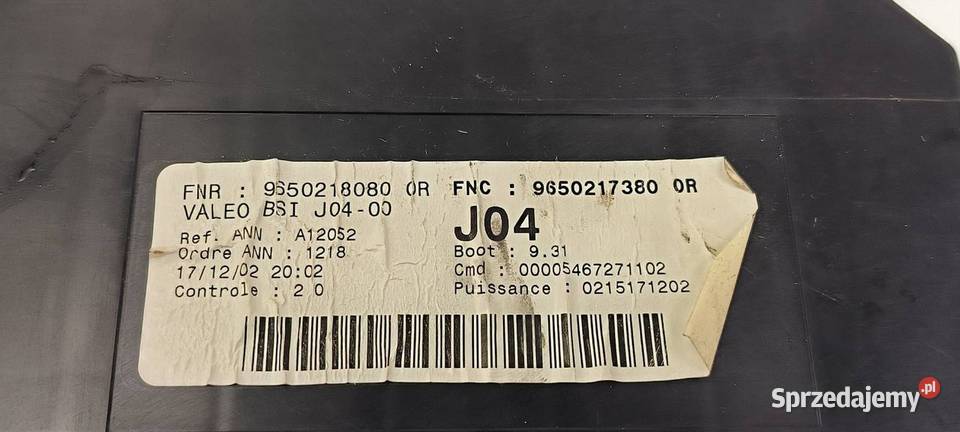 FNR : 9650218080 0R FNC : 9650217380 0R
VALEO BSI J04-00
J04
Ref. ANN : A12052
Ordre ANN : 1218
Boot : 9.31
17/12/02 20:02
Cmd : 00005467271102
Controle : 2 0
Puissance : 0215171202
Sprzedajemy.pl